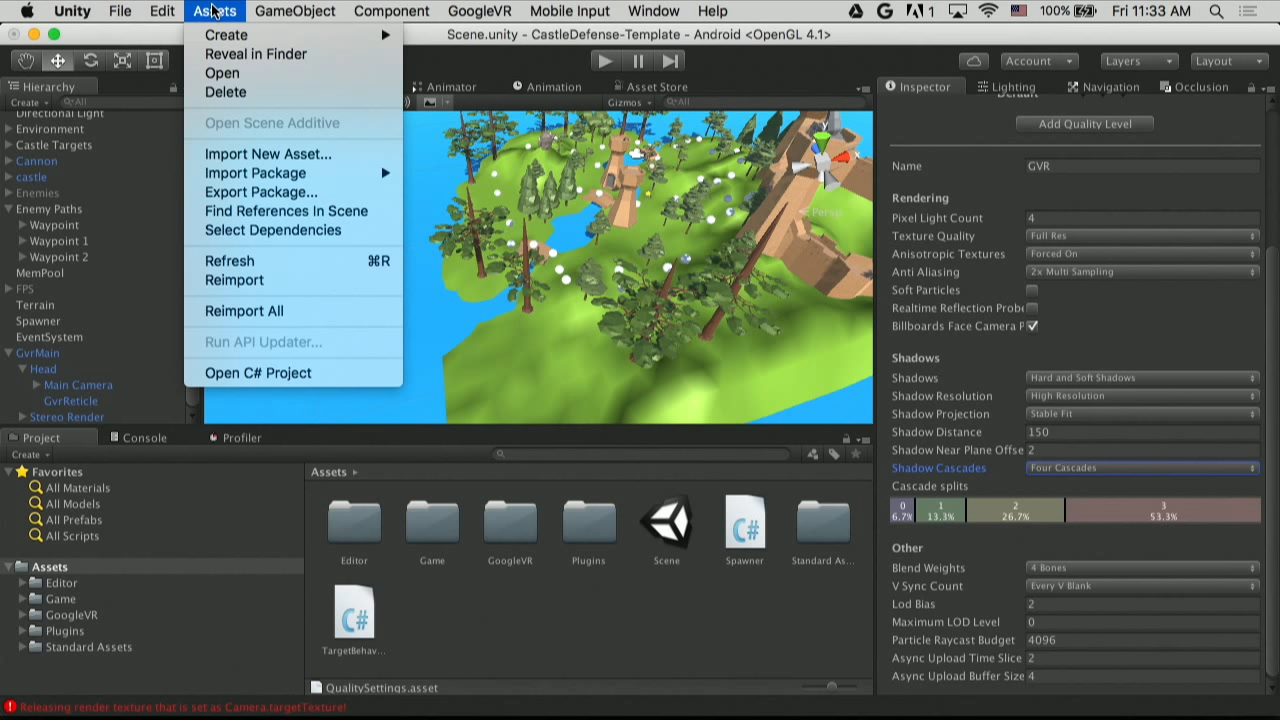 Unity File Edit Assets GameObject Component GoogleVR Mobile Input Window Help 1 100% Fri 11:33 AM
Scene.unity - CastleDefense-Template - Android <OpenGL 4.1>
Account Layers Layout
Create
Reveal in Finder
Open
Delete
Open Scene Additive
Import New Asset...
Import Package
Export Package...
Find References In Scene
Select Dependencies
Refresh ⌘R
Reimport
Reimport All
Run API Updater...
Open C# Project
Hierarchy
Create All
Directional Light
Environment
Castle Targets
Cannon
castle
Enemies
Enemy Paths
Waypoint
Waypoint 1
Waypoint 2
MemPool
FPS
Terrain
Spawner
EventSystem
GvrMain
Head
Main Camera
GvrReticle
Stereo Render
Animator Animation Asset Store
Gizmos All
x
Persp
Inspector Lighting Navigation Occlusion
Default
Add Quality Level
Name GVR
Rendering
Pixel Light Count 4
Texture Quality Full Res
Anisotropic Textures Forced On
Anti Aliasing 2x Multi Sampling
Soft Particles
Realtime Reflection Probe
Billboards Face Camera P
Shadows
Shadows Hard and Soft Shadows
Shadow Resolution High Resolution
Shadow Projection Stable Fit
Shadow Distance 150
Shadow Near Plane Offse 2
Shadow Cascades Four Cascades
Cascade splits
0 1 2 3
6.7% 13.3% 26.7% 53.3%
Other
Blend Weights 4 Bones
V Sync Count Every V Blank
Lod Bias 2
Maximum LOD Level 0
Particle Raycast Budget 4096
Async Upload Time Slice 2
Async Upload Buffer Size 4
Project Console Profiler
Create
Favorites
All Materials
All Models
All Prefabs
All Scripts
Assets
Editor
Game
GoogleVR
Plugins
Standard Assets
Assets
C#
Editor Game GoogleVR Plugins Scene Spawner Standard As...
C#
TargetBehav...
QualitySettings.asset
Releasing render texture that is set as Camera.targetTexture!